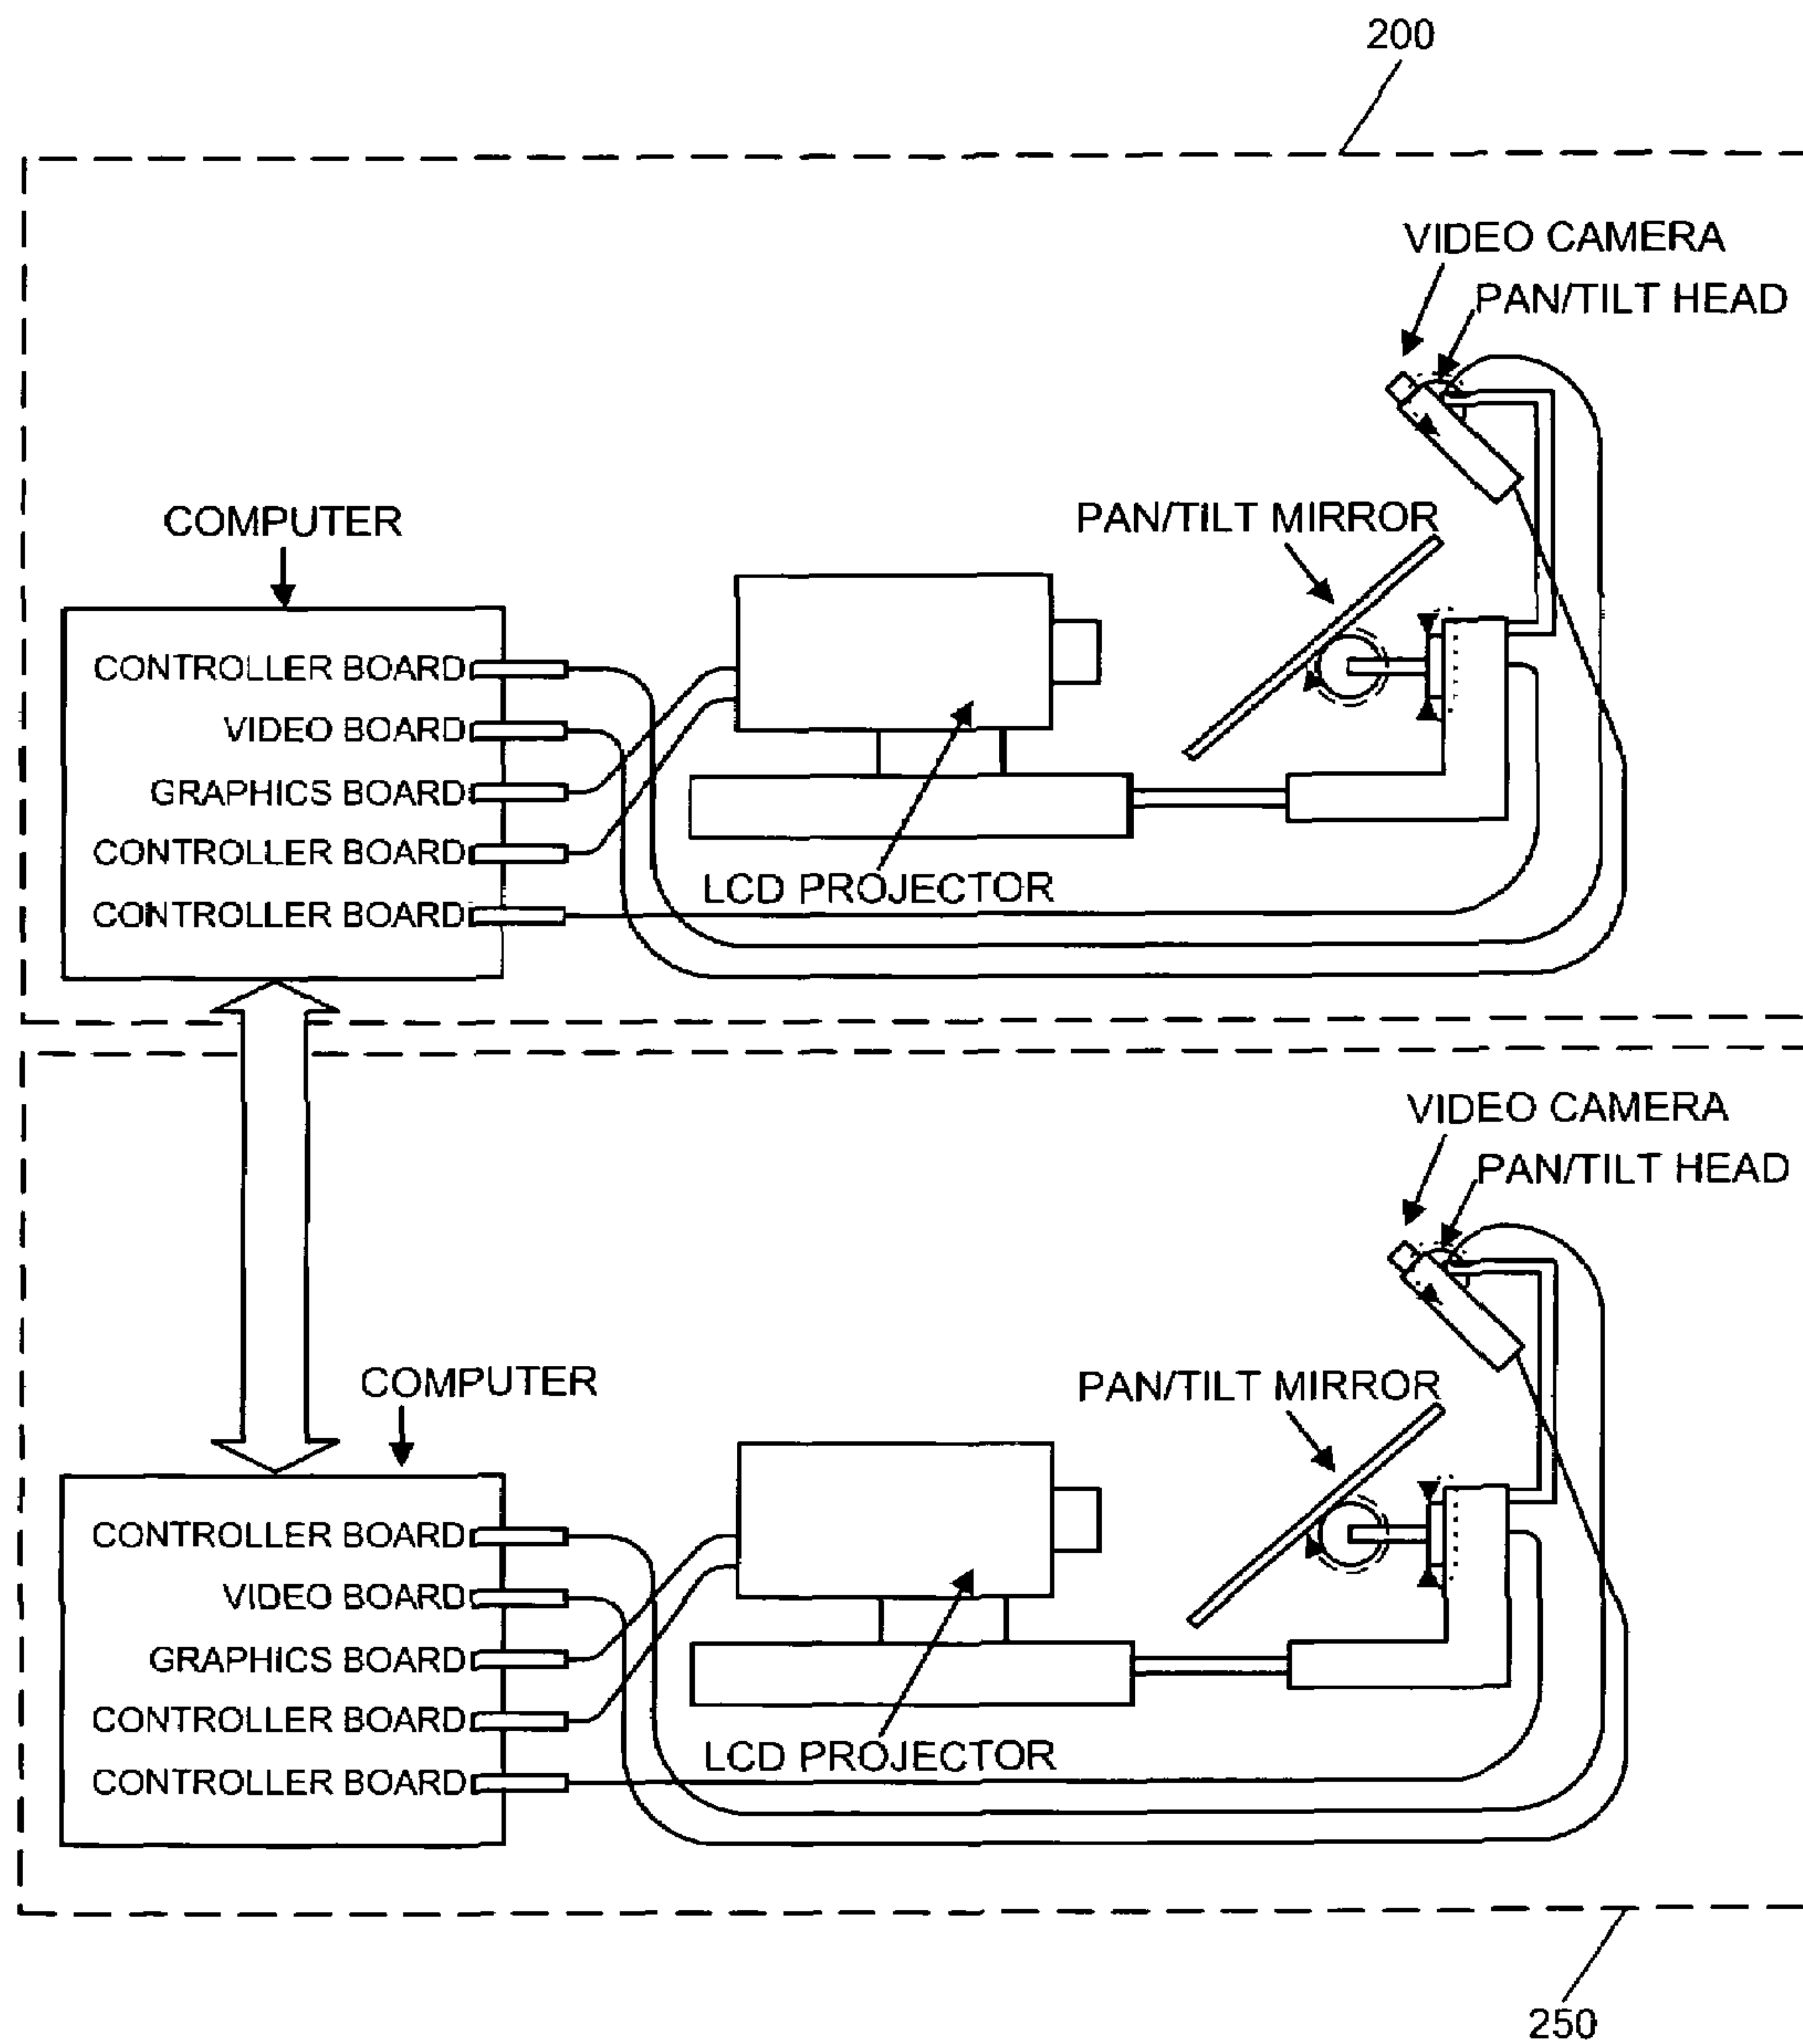 200
VIDEO CAMERA
PAN/TILT HEAD
COMPUTER
PAN/TILT MIRROR
CONTROLLER BOARD
VIDEO BOARD
GRAPHICS BOARD
CONTROLLER BOARD
CONTROLLER BOARD
LCD PROJECTOR
VIDEO CAMERA
PAN/TILT HEAD
COMPUTER
PAN/TILT MIRROR
CONTROLLER BOARD
VIDEO BOARD
GRAPHICS BOARD
CONTROLLER BOARD
CONTROLLER BOARD
LCD PROJECTOR
250